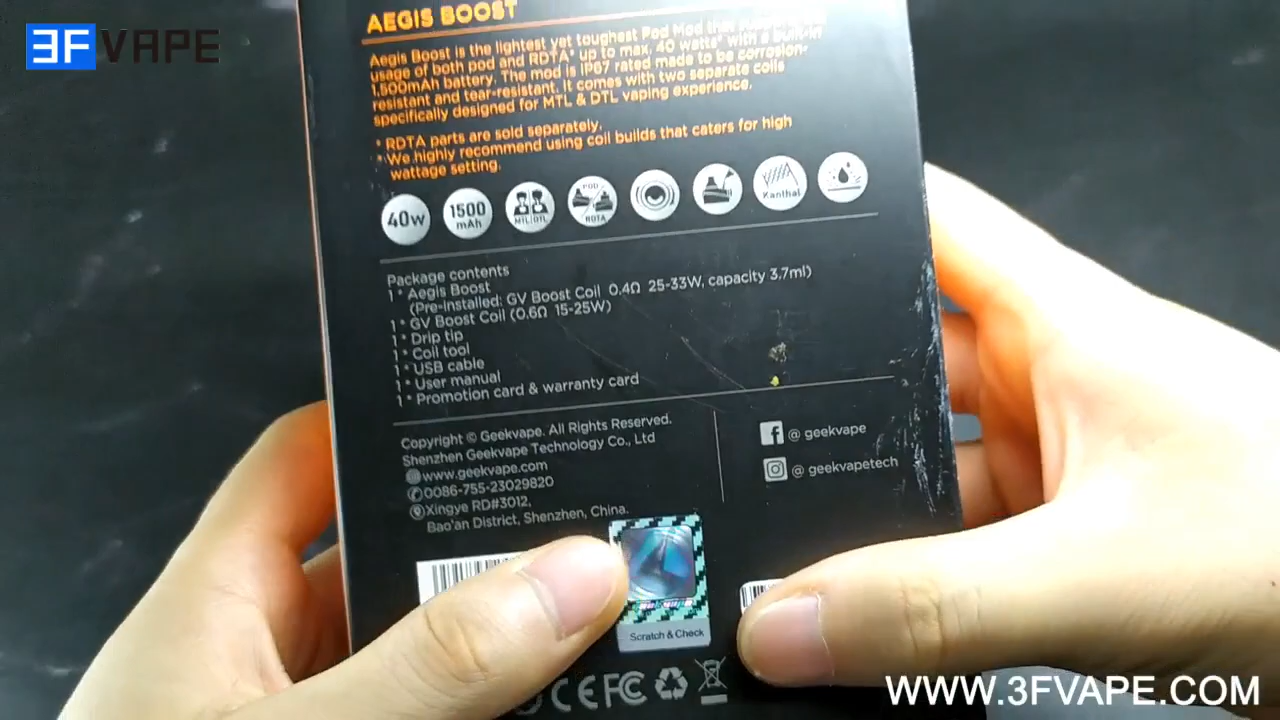 3FVAPE
AEGIS BOOST
Aegis Boost is the lightest yet toughest Pod Mod that
usage of both pod and RDTA* up to max. 40 watts* with a built-in
1,500mAh battery. The mod is IP67 rated made to be corrosion-
resistant and tear-resistant. It comes with two separate coils
specifically designed for MTL & DTL vaping experience.
* RDTA parts are sold separately.
* We highly recommend using coil builds that caters for high
wattage setting.
40w
1500 mAh
MTL DTL
POD RDTA
Kanthal
Package contents
1 * Aegis Boost
(Pre-installed: GV Boost Coil 0.4Ω 25-33W, capacity 3.7ml)
1 * GV Boost Coil (0.6Ω 15-25W)
1 * Drip tip
1 * Coil tool
1 * USB cable
1 * User manual
1 * Promotion card & warranty card
Copyright © Geekvape. All Rights Reserved.
Shenzhen Geekvape Technology Co., Ltd
www.geekvape.com
0086-755-23029820
Xingye RD#3012,
Bao'an District, Shenzhen, China.
@ geekvape
@ geekvapetech
Scratch & Check
CE FC
WWW.3FVAPE.COM